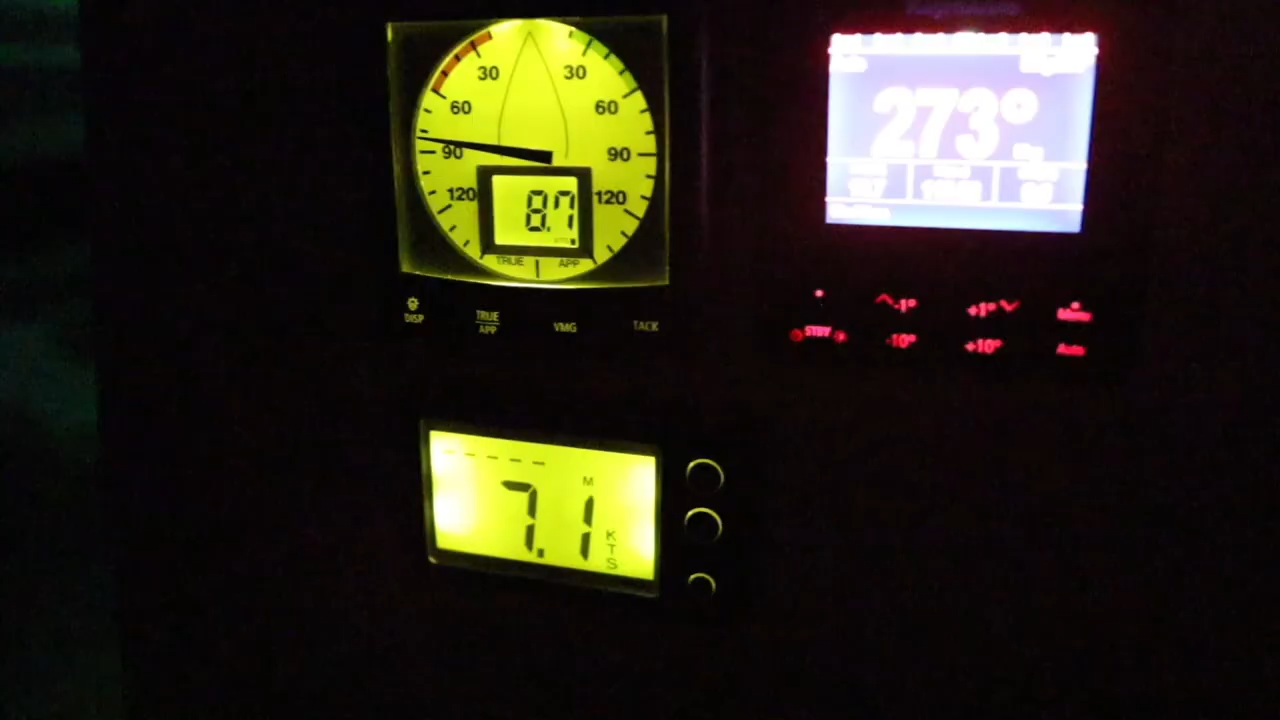 30 30
60 60
90 90
120 120
8.7
TRUE APP
DISP TRUE APP VMG TACK
273°
-1° +1° Menu
STBY -10° +10° Auto
M
7.1
KTS